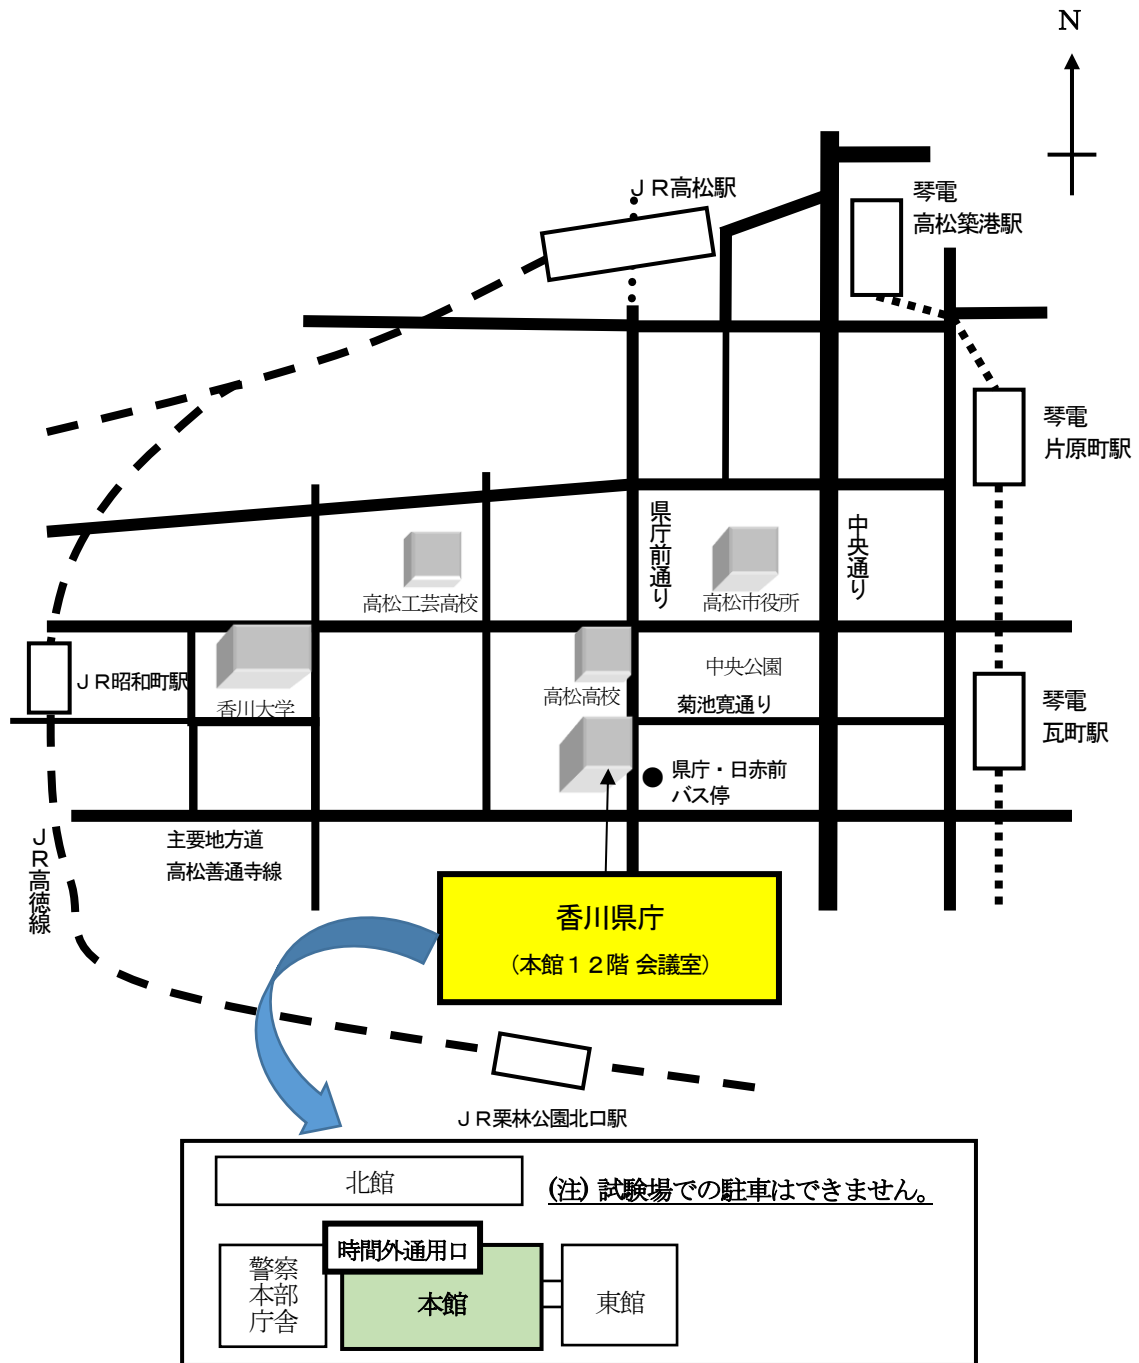 N
ＪＲ高松駅
琴電
高松築港駅
琴電
片原町駅
県庁前通り
中央通り
高松工芸高校
高松市役所
ＪＲ昭和町駅
香川大学
高松高校
中央公園
菊池寛通り
琴電
瓦町駅
県庁・日赤前
バス停
主要地方道
高松善通寺線
ＪＲ高徳線
香川県庁
（本館１２階 会議室）
ＪＲ栗林公園北口駅
北館
(注) 試験場での駐車はできません。
時間外通用口
警察
本部
庁舎
本館
東館